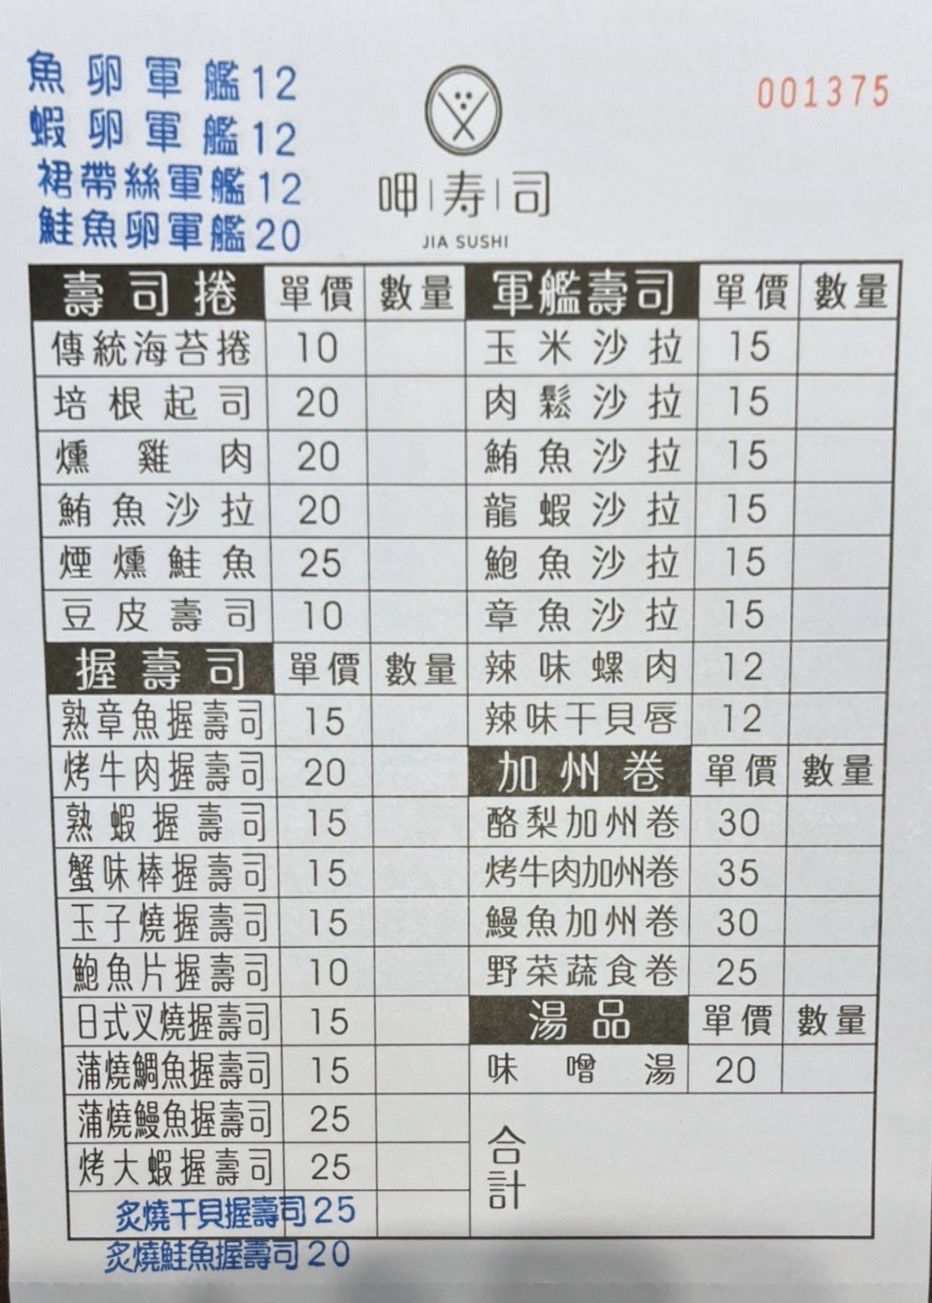 魚卵軍艦12
蝦卵軍艦12
裙帶絲軍艦12
鮭魚卵軍艦20
呷寿司
JIA SUSHI
001375
壽司捲 單價 數量
傳統海苔捲 10
培根起司 20
燻雞肉 20
鮪魚沙拉 20
煙燻鮭魚 25
豆皮壽司 10
握壽司 單價 數量
熟章魚握壽司 15
烤牛肉握壽司 20
熟蝦握壽司 15
蟹味棒握壽司 15
玉子燒握壽司 15
鮑魚片握壽司 10
日式叉燒握壽司 15
蒲燒鯛魚握壽司 15
蒲燒鰻魚握壽司 25
烤大蝦握壽司 25
炙燒干貝握壽司25
炙燒鮭魚握壽司20
軍艦壽司 單價 數量
玉米沙拉 15
肉鬆沙拉 15
鮪魚沙拉 15
龍蝦沙拉 15
鮑魚沙拉 15
章魚沙拉 15
辣味螺肉 12
辣味干貝唇 12
加州卷 單價 數量
酪梨加州卷 30
烤牛肉加州卷 35
鰻魚加州卷 30
野菜蔬食卷 25
湯品 單價 數量
味噌湯 20
合計